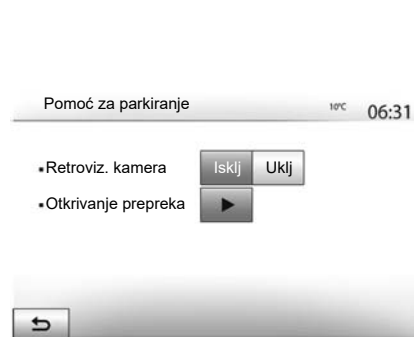 Pomoć za parkiranje 10°C 06:31
▪Retroviz. kamera Isklj Uklj
▪Otkrivanje prepreka